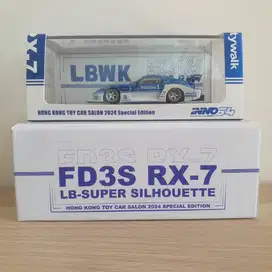 RX-7
LBWK
citywalk
HONG KONG TOY CAR SALON 2024 Special Edition
INNO64
FD3S RX-7
FD3S RX-7
LB-SUPER SILHOUETTE
HONG KONG TOY CAR SALON 2024 SPECIAL EDITION